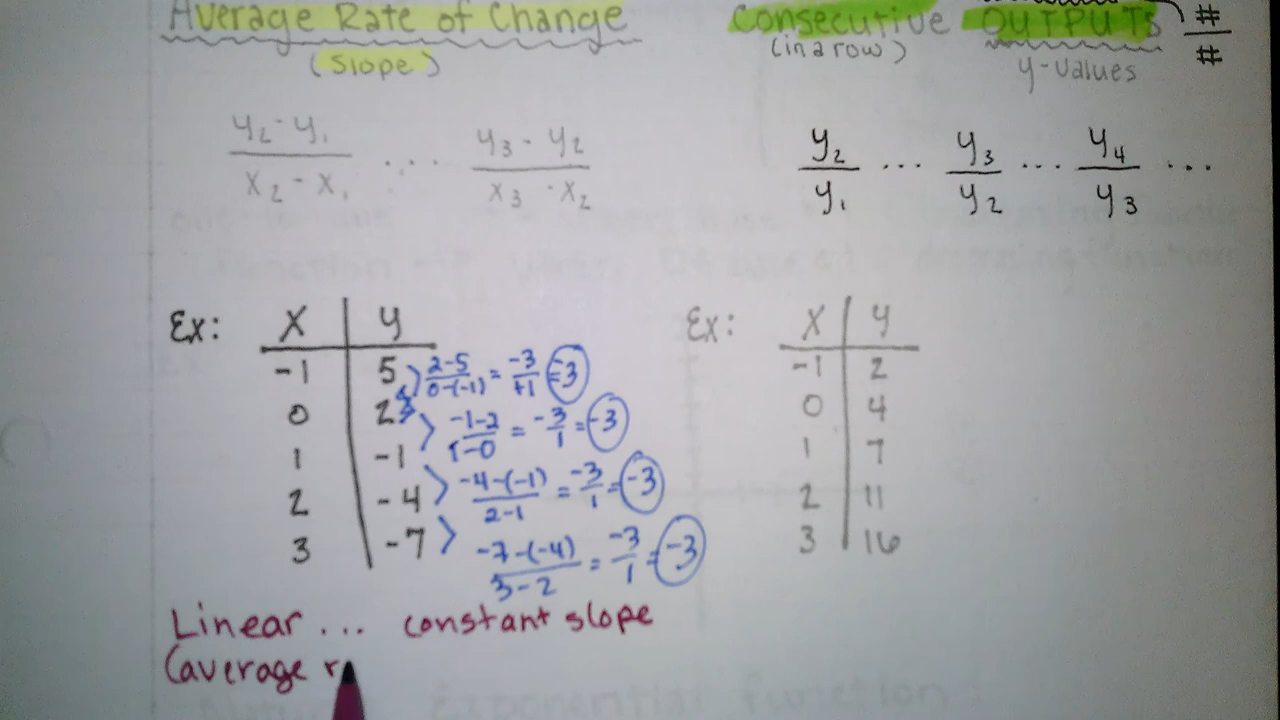 Average Rate of Change
(slope)
y₂ - y₁ / x₂ - x₁ .... y₃ - y₂ / x₃ - x₂
Consecutive OUTPUTS # / #
(in a row) y-values
y₂ / y₁ ... y₃ / y₂ ... y₄ / y₃ ...
Ex: x y
-1 5 2-5 / 0-(-1) = -3 / +1 = -3
0 2 -1-2 / 1-0 = -3 / 1 = -3
1 -1 -4-(-1) / 2-1 = -3 / 1 = -3
2 -4 -7-(-4) / 3-2 = -3 / 1 = -3
3 -7
Ex: x y
-1 2
0 4
1 7
2 11
3 16
Linear ... constant slope
(average r
Exponential function